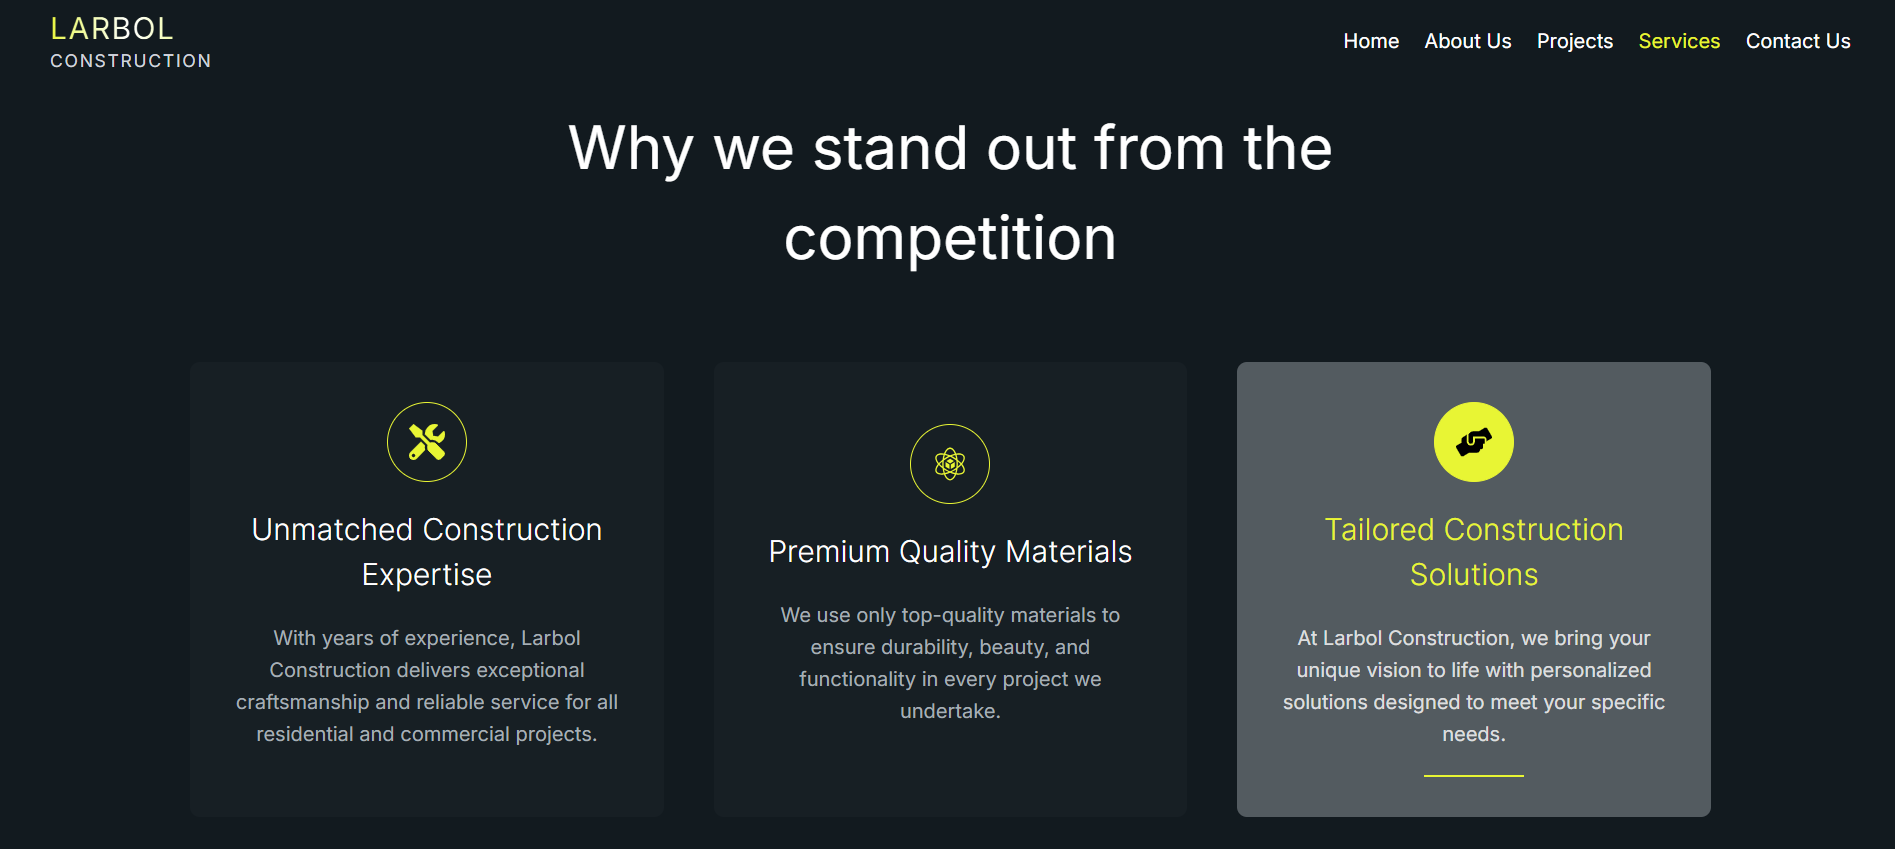 LARBOL
CONSTRUCTION
Home About Us Projects Services Contact Us
Why we stand out from the
competition
Unmatched Construction
Expertise
With years of experience, Larbol
Construction delivers exceptional
craftsmanship and reliable service for all
residential and commercial projects.
Premium Quality Materials
We use only top-quality materials to
ensure durability, beauty, and
functionality in every project we
undertake.
Tailored Construction
Solutions
At Larbol Construction, we bring your
unique vision to life with personalized
solutions designed to meet your specific
needs.